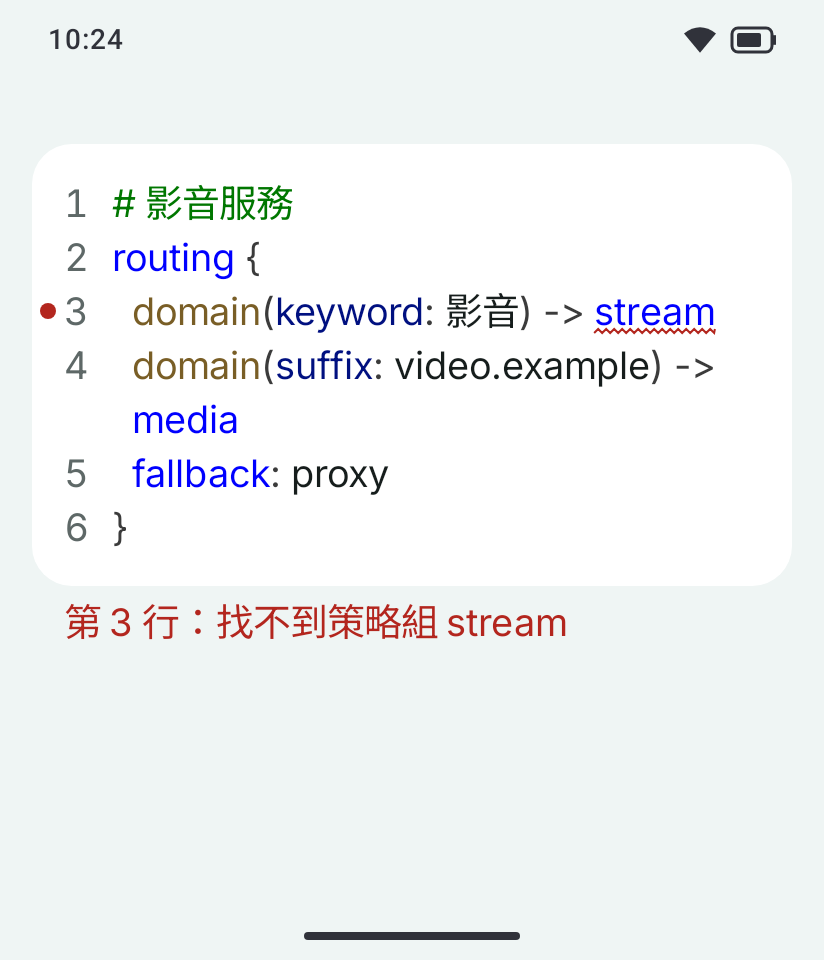 10:24
1 # 影音服務
2 routing {
3 domain(keyword: 影音) -> stream
4 domain(suffix: video.example) ->
media
5 fallback: proxy
6 }
第 3 行：找不到策略組 stream